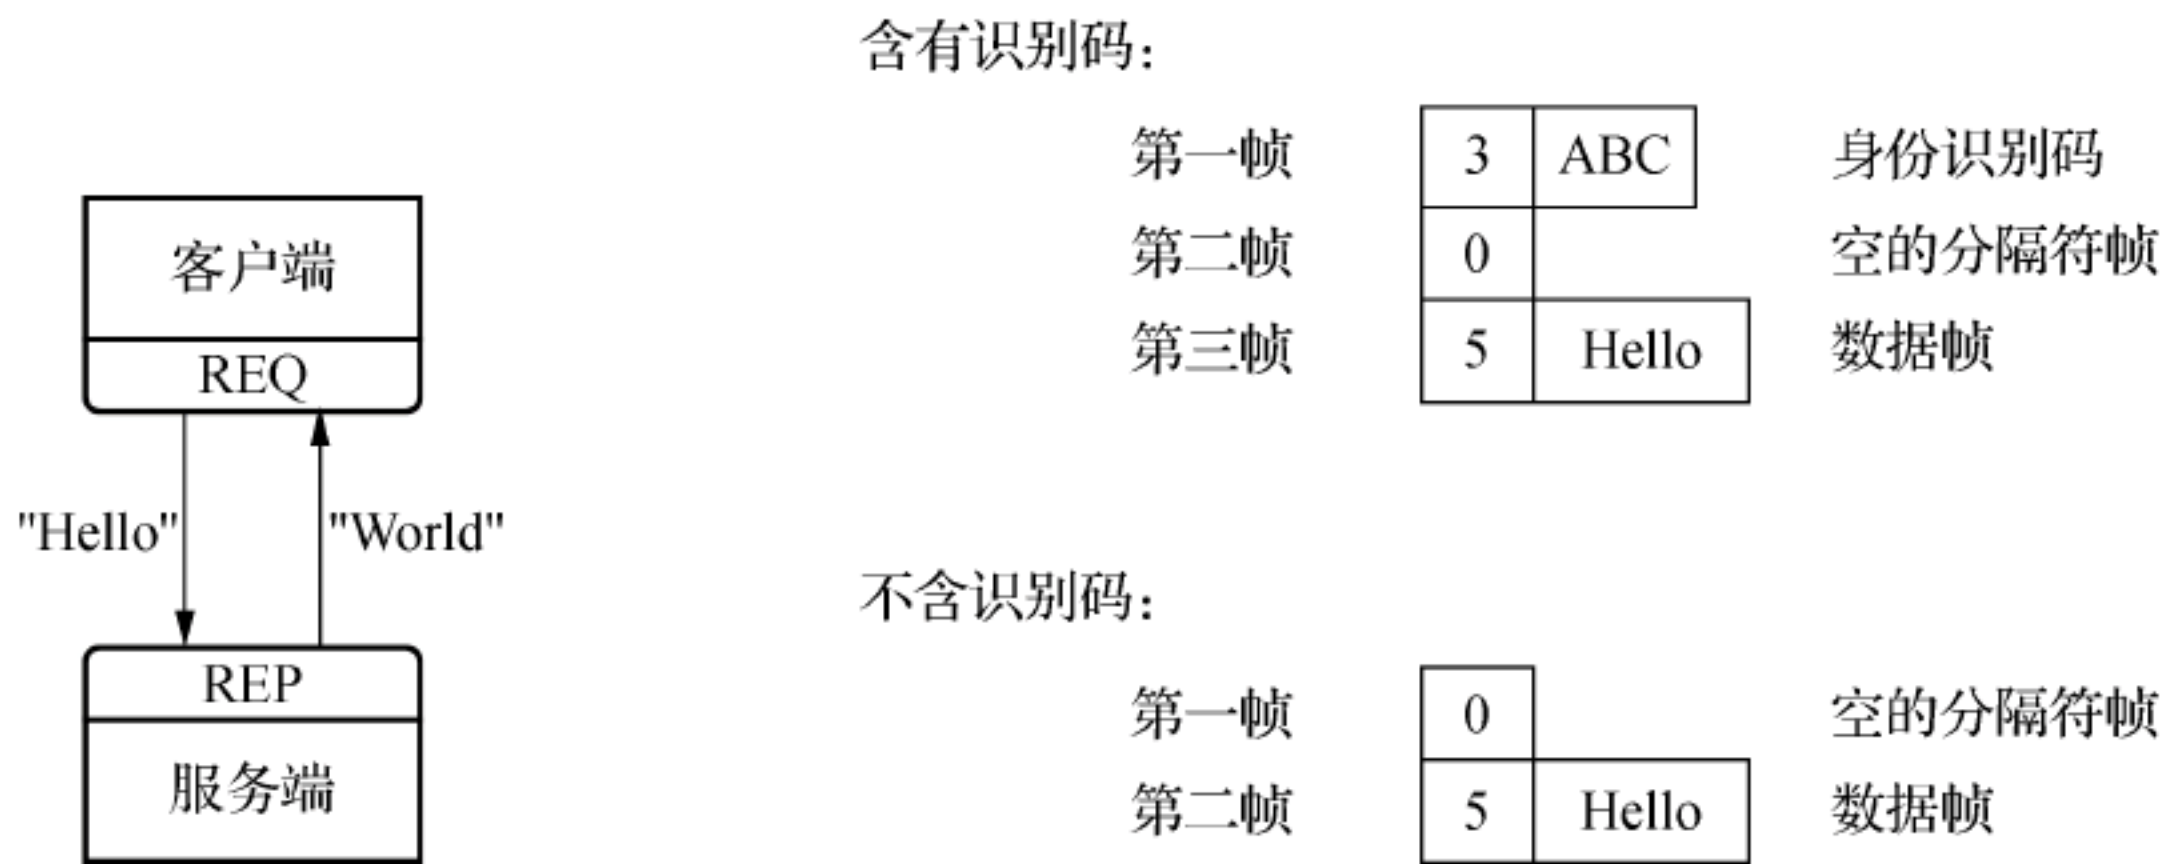 客户端
REQ
"Hello" "World"
REP
服务端
含有识别码：
第一帧 3 ABC 身份识别码
第二帧 0 空的分隔符帧
第三帧 5 Hello 数据帧
不含识别码：
第一帧 0 空的分隔符帧
第二帧 5 Hello 数据帧